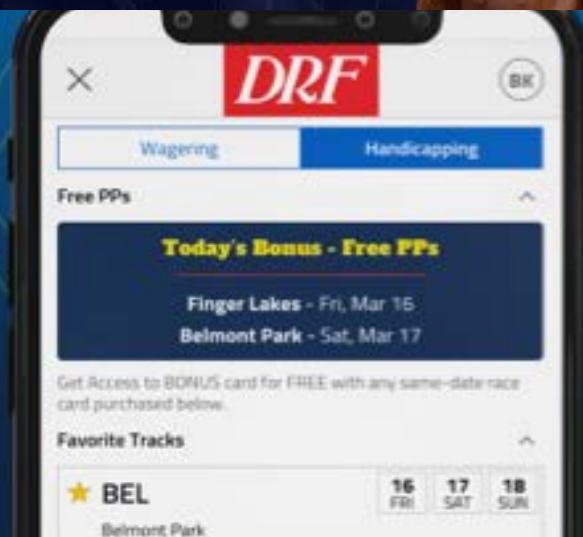 DRF
BK
Wagering
Handicapping
Free PPs
Today's Bonus - Free PPs
Finger Lakes - Fri, Mar 16
Belmont Park - Sat, Mar 17
Get Access to BONUS card for FREE with any same-date race
card purchased below.
Favorite Tracks
BEL
16 17 18
FRI SAT SUN
Belmont Park